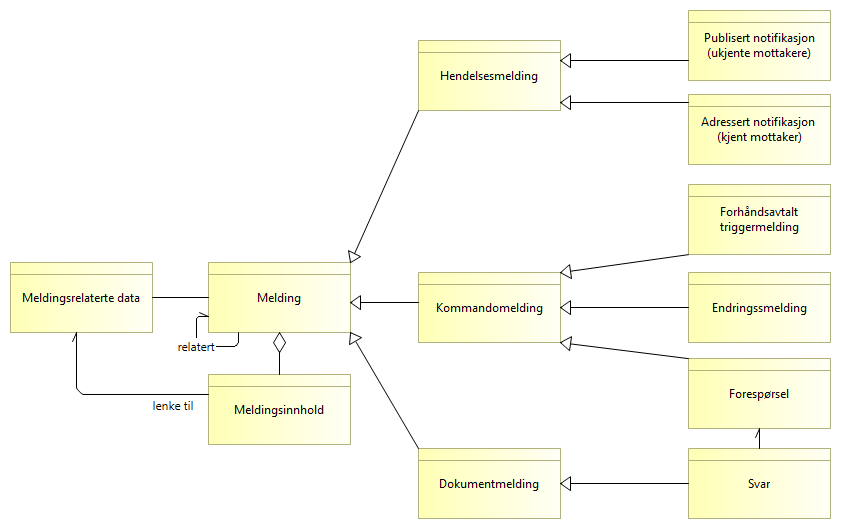 Publisert notifikasjon
(ukjente mottakere)
Hendelsesmelding
Adressert notifikasjon
(kjent mottaker)
Forhåndsavtalt
triggermelding
Meldingsrelaterte data
Melding
Kommandomelding
Endringssmelding
relatert
Forespørsel
lenke til
Meldingsinnhold
Dokumentmelding
Svar